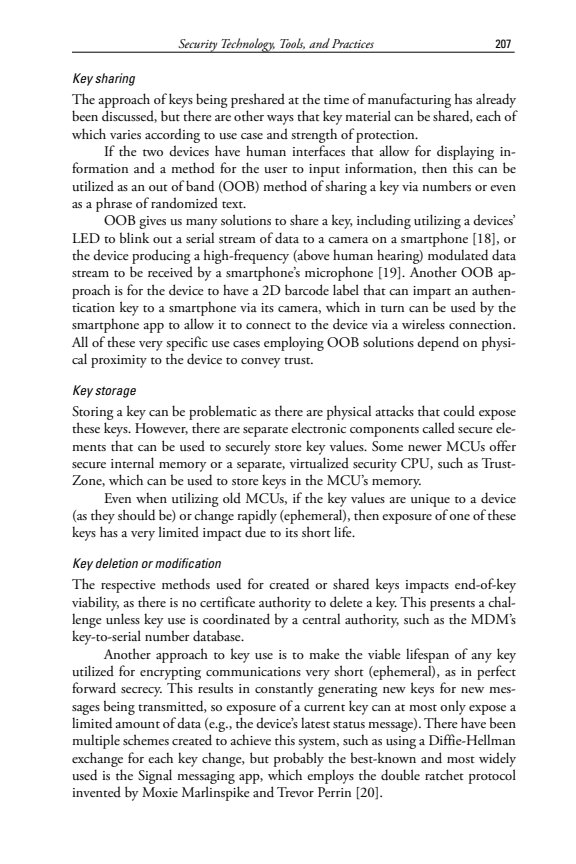 Security Technology, Tools, and Practices 207
Key sharing
The approach of keys being preshared at the time of manufacturing has already
been discussed, but there are other ways that key material can be shared, each of
which varies according to use case and strength of protection.
If the two devices have human interfaces that allow for displaying in-
formation and a method for the user to input information, then this can be
utilized as an out of band (OOB) method of sharing a key via numbers or even
as a phrase of randomized text.
OOB gives us many solutions to share a key, including utilizing a devices’
LED to blink out a serial stream of data to a camera on a smartphone [18], or
the device producing a high-frequency (above human hearing) modulated data
stream to be received by a smartphone’s microphone [19]. Another OOB ap-
proach is for the device to have a 2D barcode label that can impart an authen-
tication key to a smartphone via its camera, which in turn can be used by the
smartphone app to allow it to connect to the device via a wireless connection.
All of these very specific use cases employing OOB solutions depend on physi-
cal proximity to the device to convey trust.
Key storage
Storing a key can be problematic as there are physical attacks that could expose
these keys. However, there are separate electronic components called secure ele-
ments that can be used to securely store key values. Some newer MCUs offer
secure internal memory or a separate, virtualized security CPU, such as Trust-
Zone, which can be used to store keys in the MCU’s memory.
Even when utilizing old MCUs, if the key values are unique to a device
(as they should be) or change rapidly (ephemeral), then exposure of one of these
keys has a very limited impact due to its short life.
Key deletion or modification
The respective methods used for created or shared keys impacts end-of-key
viability, as there is no certificate authority to delete a key. This presents a chal-
lenge unless key use is coordinated by a central authority, such as the MDM’s
key-to-serial number database.
Another approach to key use is to make the viable lifespan of any key
utilized for encrypting communications very short (ephemeral), as in perfect
forward secrecy. This results in constantly generating new keys for new mes-
sages being transmitted, so exposure of a current key can at most only expose a
limited amount of data (e.g., the device’s latest status message). There have been
multiple schemes created to achieve this system, such as using a Diffie-Hellman
exchange for each key change, but probably the best-known and most widely
used is the Signal messaging app, which employs the double ratchet protocol
invented by Moxie Marlinspike and Trevor Perrin [20].